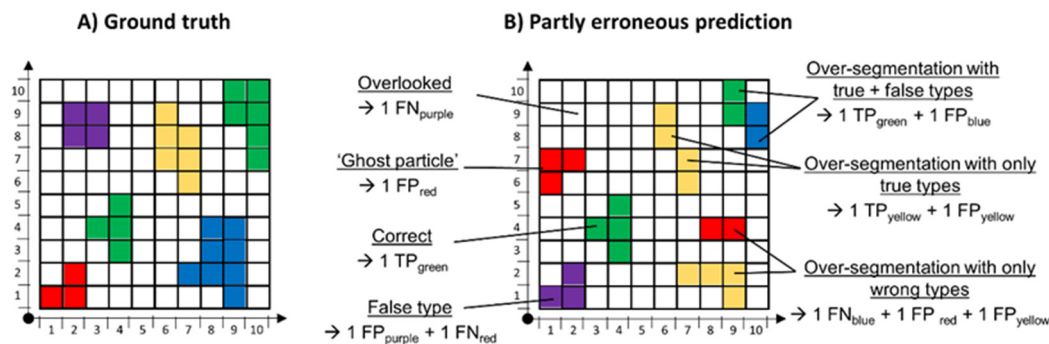 A) Ground truth
10
9
8
7
6
5
4
3
2
1
1 2 3 4 5 6 7 8 9 10
B) Partly erroneous prediction
Overlooked
→ 1 FNpurple
'Ghost particle'
→ 1 FPred
Correct
→ 1 TPgreen
False type
→ 1 FPpurple + 1 FNred
10
9
8
7
6
5
4
3
2
1
1 2 3 4 5 6 7 8 9 10
Over-segmentation with
true + false types
→ 1 TPgreen + 1 FPblue
Over-segmentation with only
true types
→ 1 TPyellow + 1 FPyellow
Over-segmentation with only
wrong types
→ 1 FNblue + 1 FP red + 1 FPyellow